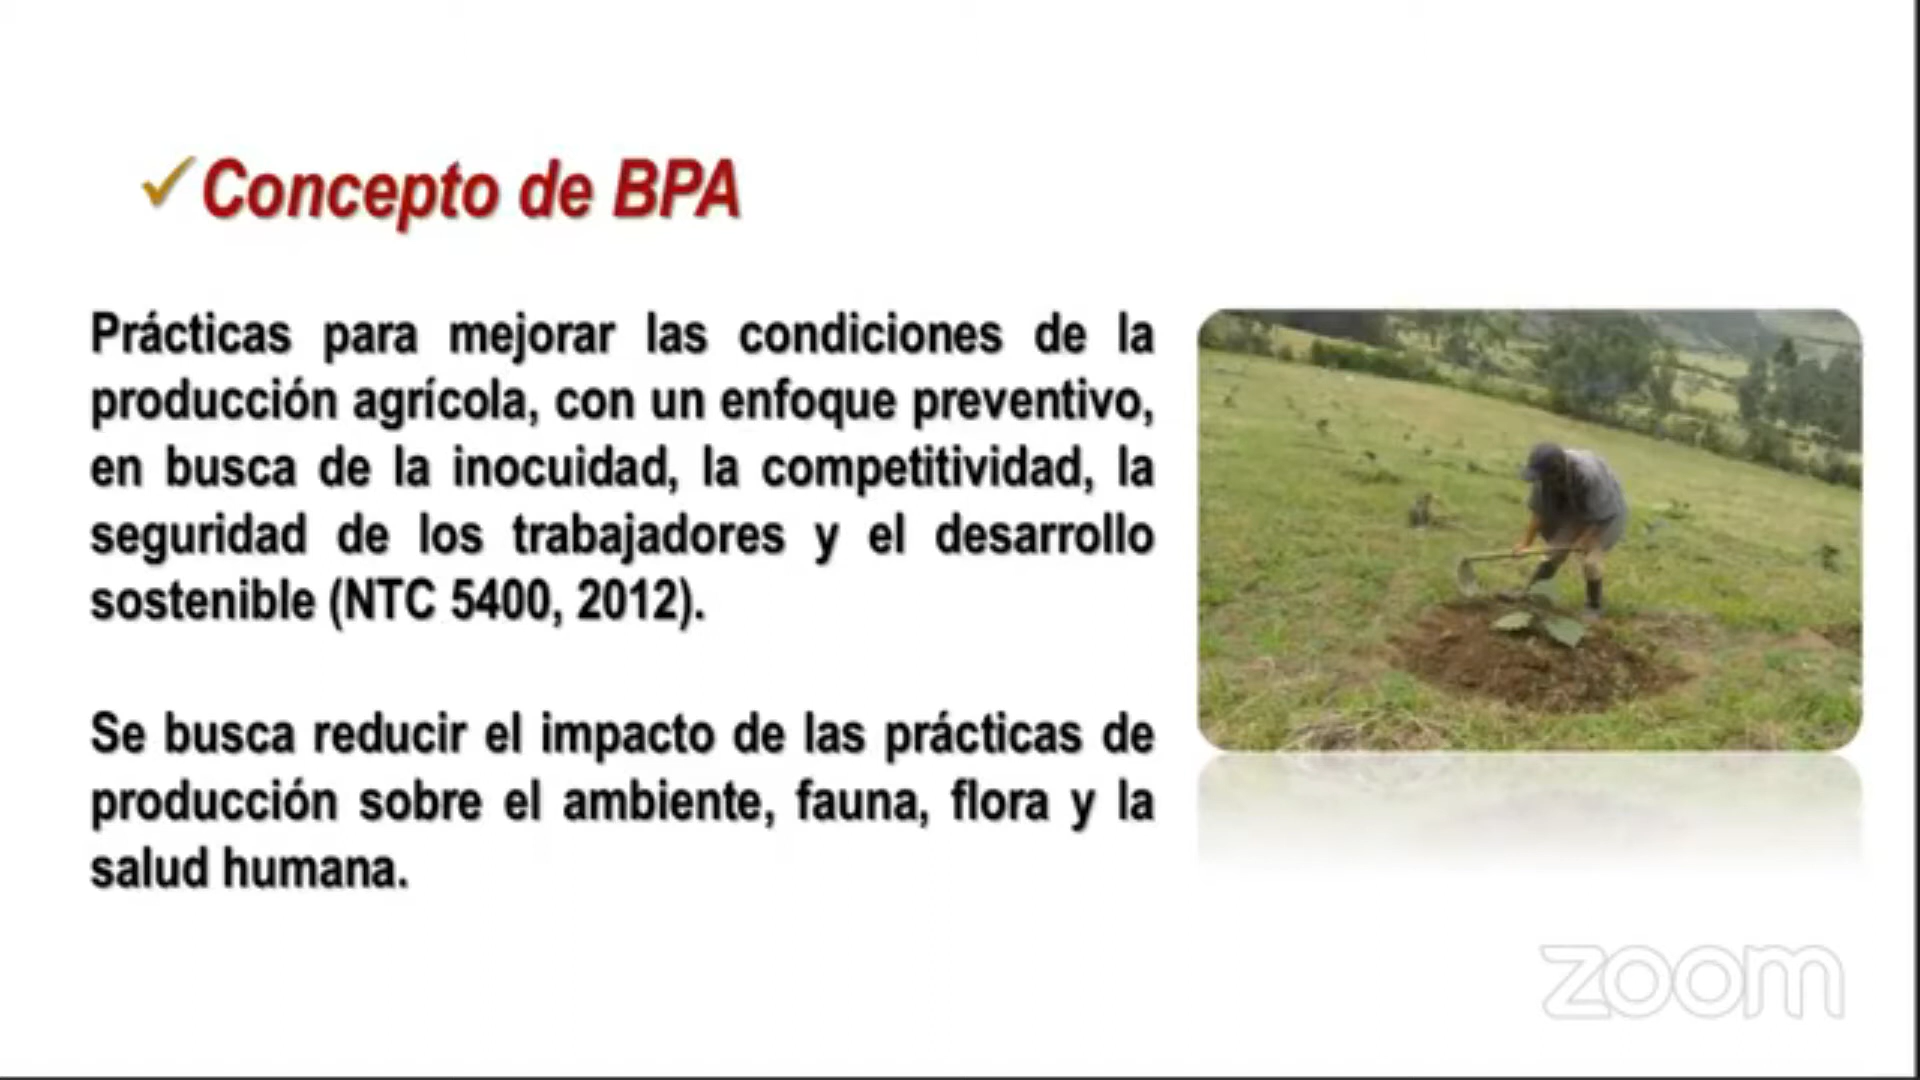 Concepto de BPA
Prácticas para mejorar las condiciones de la
producción agrícola, con un enfoque preventivo,
en busca de la inocuidad, la competitividad, la
seguridad de los trabajadores y el desarrollo
sostenible (NTC 5400, 2012).
Se busca reducir el impacto de las prácticas de
producción sobre el ambiente, fauna, flora y la
salud humana.
zoom